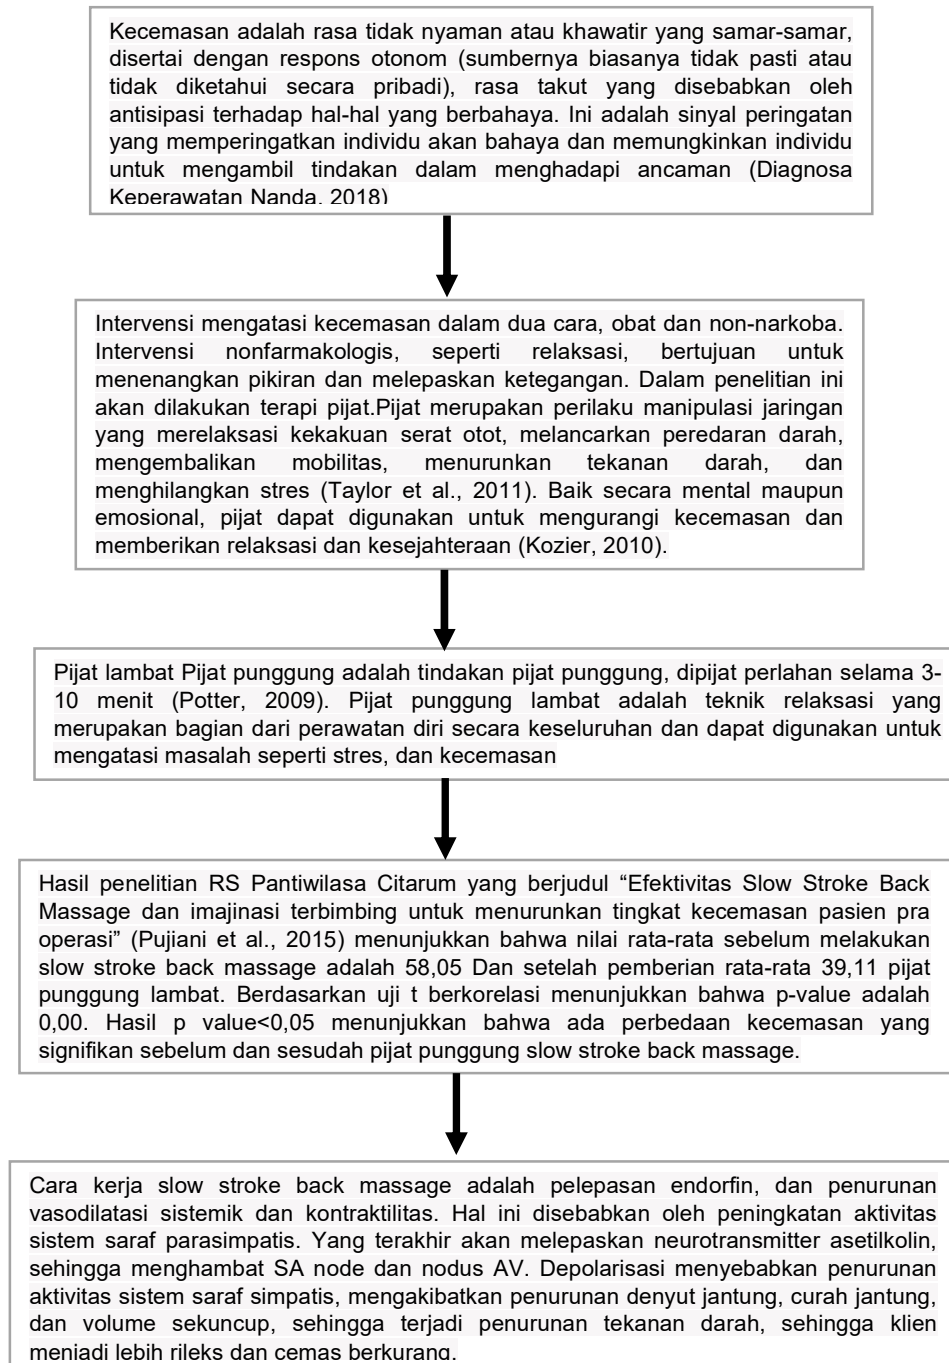 Kecemasan adalah rasa tidak nyaman atau khawatir yang samar-samar,
disertai dengan respons otonom (sumbernya biasanya tidak pasti atau
tidak diketahui secara pribadi), rasa takut yang disebabkan oleh
antisipasi terhadap hal-hal yang berbahaya. Ini adalah sinyal peringatan
yang memperingatkan individu akan bahaya dan memungkinkan individu
untuk mengambil tindakan dalam menghadapi ancaman (Diagnosa
Keperawatan Nanda, 2018)
Intervensi mengatasi kecemasan dalam dua cara, obat dan non-narkoba.
Intervensi nonfarmakologis, seperti relaksasi, bertujuan untuk
menenangkan pikiran dan melepaskan ketegangan. Dalam penelitian ini
akan dilakukan terapi pijat.Pijat merupakan perilaku manipulasi jaringan
yang merelaksasi kekakuan serat otot, melancarkan peredaran darah,
mengembalikan mobilitas, menurunkan tekanan darah, dan
menghilangkan stres (Taylor et al., 2011). Baik secara mental maupun
emosional, pijat dapat digunakan untuk mengurangi kecemasan dan
memberikan relaksasi dan kesejahteraan (Kozier, 2010).
Pijat lambat Pijat punggung adalah tindakan pijat punggung, dipijat perlahan selama 3-
10 menit (Potter, 2009). Pijat punggung lambat adalah teknik relaksasi yang
merupakan bagian dari perawatan diri secara keseluruhan dan dapat digunakan untuk
mengatasi masalah seperti stres, dan kecemasan
Hasil penelitian RS Pantiwilasa Citarum yang berjudul “Efektivitas Slow Stroke Back
Massage dan imajinasi terbimbing untuk menurunkan tingkat kecemasan pasien pra
operasi” (Pujiani et al., 2015) menunjukkan bahwa nilai rata-rata sebelum melakukan
slow stroke back massage adalah 58,05 Dan setelah pemberian rata-rata 39,11 pijat
punggung lambat. Berdasarkan uji t berkorelasi menunjukkan bahwa p-value adalah
0,00. Hasil p value<0,05 menunjukkan bahwa ada perbedaan kecemasan yang
signifikan sebelum dan sesudah pijat punggung slow stroke back massage.
Cara kerja slow stroke back massage adalah pelepasan endorfin, dan penurunan
vasodilatasi sistemik dan kontraktilitas. Hal ini disebabkan oleh peningkatan aktivitas
sistem saraf parasimpatis. Yang terakhir akan melepaskan neurotransmitter asetilkolin,
sehingga menghambat SA node dan nodus AV. Depolarisasi menyebabkan penurunan
aktivitas sistem saraf simpatis, mengakibatkan penurunan denyut jantung, curah jantung,
dan volume sekuncup, sehingga terjadi penurunan tekanan darah, sehingga klien
menjadi lebih rileks dan cemas berkurang.